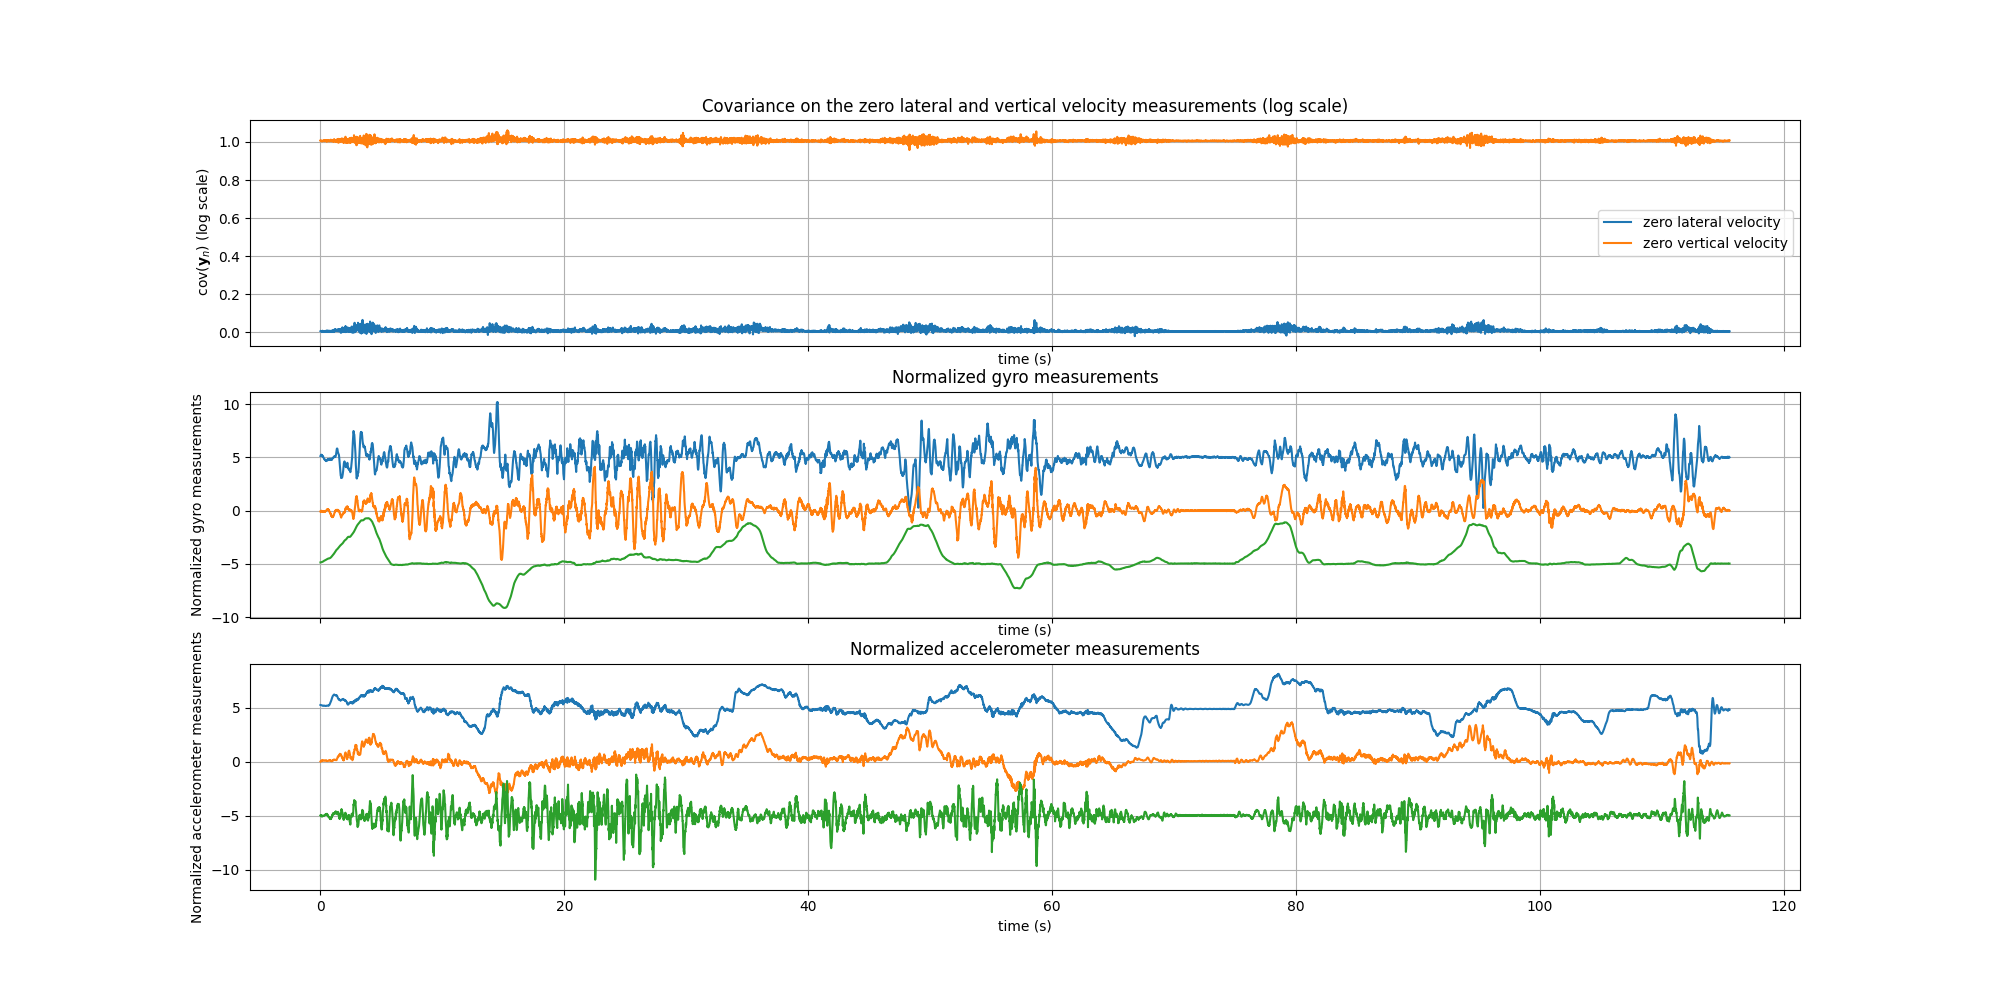 Covariance on the zero lateral and vertical velocity measurements (log scale)
cov(yₙ) (log scale)
1.0
0.8
0.6
0.4
0.2
0.0
zero lateral velocity
zero vertical velocity
time (s)
Normalized gyro measurements
Normalized gyro measurements
10
5
0
−5
−10
time (s)
Normalized accelerometer measurements
Normalized accelerometer measurements
5
0
−5
−10
0 20 40 60 80 100 120
time (s)